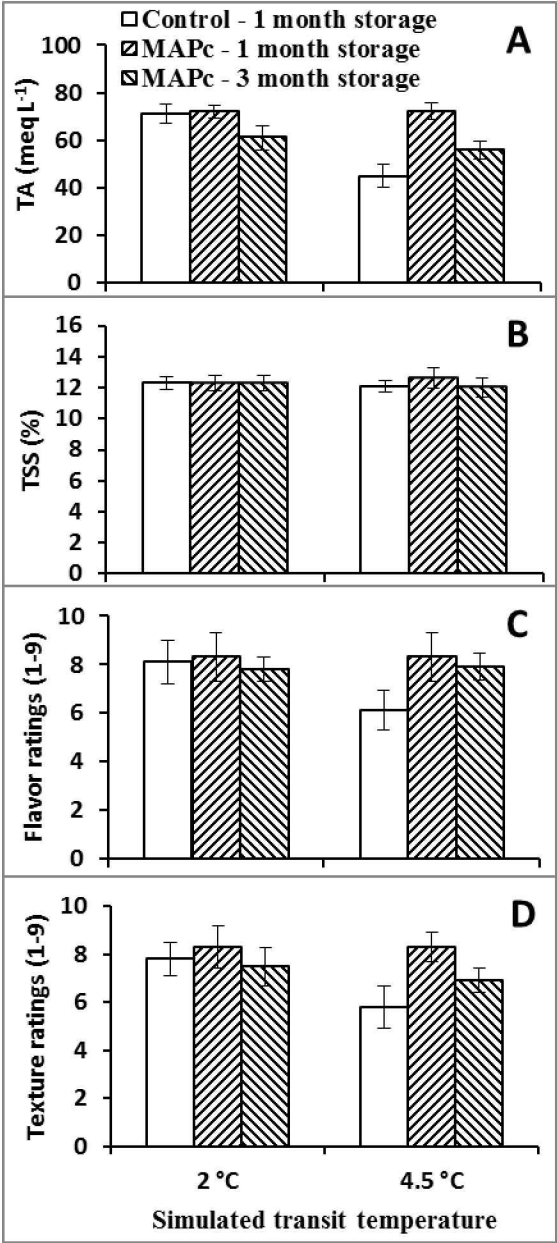 Control - 1 month storage
MAPc - 1 month storage
MAPc - 3 month storage
A
TA (meq L⁻¹)
100
80
60
40
20
0
B
TSS (%)
16
14
12
10
8
6
4
2
0
C
Flavor ratings (1-9)
10
8
6
4
2
0
D
Texture ratings (1-9)
10
8
6
4
2
0
2 °C
4.5 °C
Simulated transit temperature